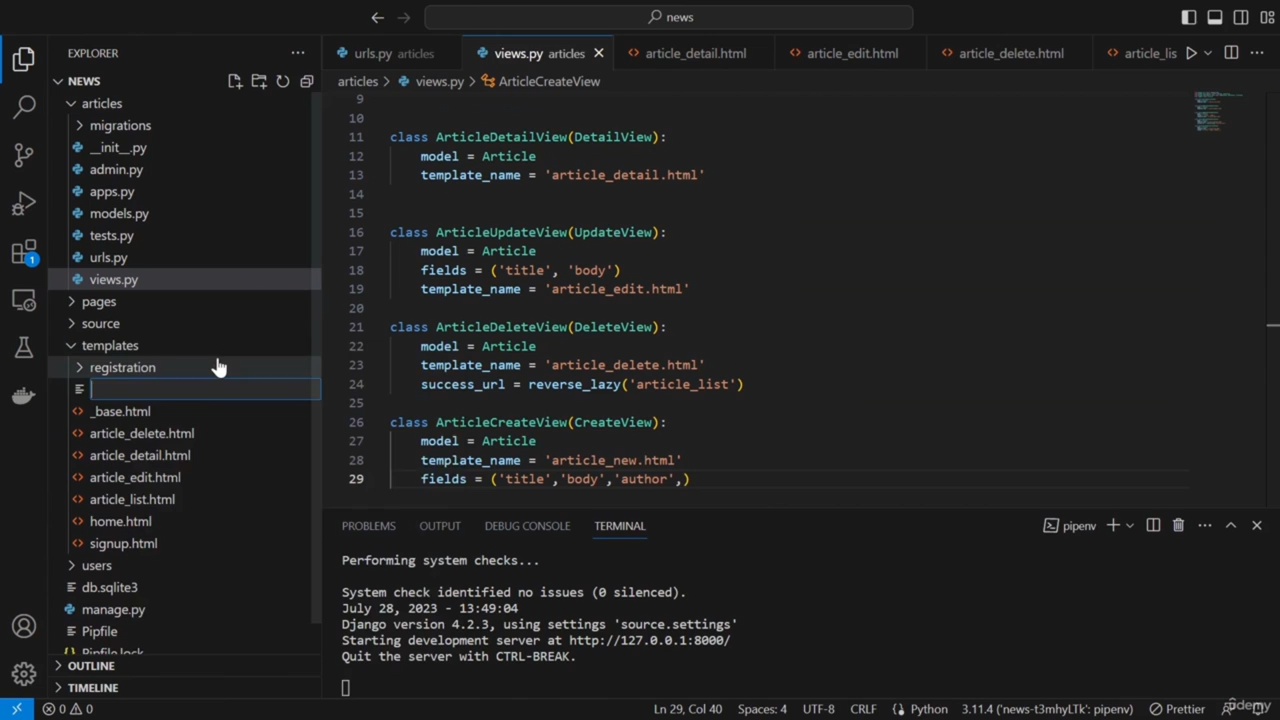 news
EXPLORER
NEWS
articles
migrations
__init__.py
admin.py
apps.py
models.py
tests.py
urls.py
views.py
pages
source
templates
registration
_base.html
article_delete.html
article_detail.html
article_edit.html
article_list.html
home.html
signup.html
users
db.sqlite3
manage.py
Pipfile
Pipfile.lock
OUTLINE
TIMELINE
urls.py articles
views.py articles
article_detail.html
article_edit.html
article_delete.html
article_lis
articles > views.py > ArticleCreateView
9
10
11 class ArticleDetailView(DetailView):
12 model = Article
13 template_name = 'article_detail.html'
14
15
16 class ArticleUpdateView(UpdateView):
17 model = Article
18 fields = ('title', 'body')
19 template_name = 'article_edit.html'
20
21 class ArticleDeleteView(DeleteView):
22 model = Article
23 template_name = 'article_delete.html'
24 success_url = reverse_lazy('article_list')
25
26 class ArticleCreateView(CreateView):
27 model = Article
28 template_name = 'article_new.html'
29 fields = ('title','body','author',)
PROBLEMS OUTPUT DEBUG CONSOLE TERMINAL
pipenv
Performing system checks...
System check identified no issues (0 silenced).
July 28, 2023 - 13:49:04
Django version 4.2.3, using settings 'source.settings'
Starting development server at http://127.0.0.1:8000/
Quit the server with CTRL-BREAK.
1
0 0
Ln 29, Col 40 Spaces: 4 UTF-8 CRLF Python 3.11.4 ('news-t3mhyLTk': pipenv) Prettier
Udemy